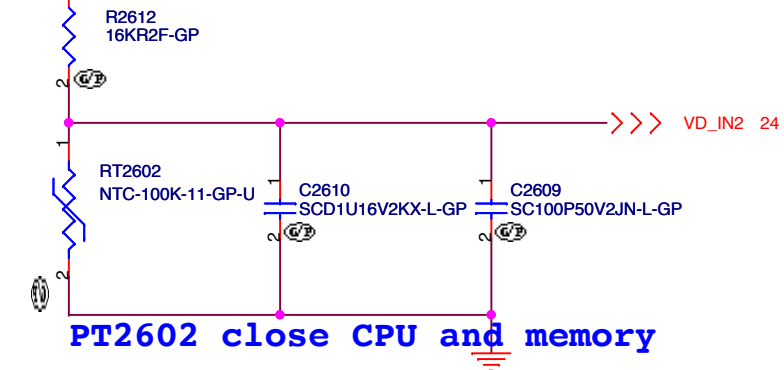 R2612
16KR2F-GP
2
G/P
VD_IN2 24
1
RT2602
NTC-100K-11-GP-U
2
1
C2610
SCD1U16V2KX-L-GP
2
G/P
1
C2609
SC100P50V2JN-L-GP
2
G/P
PT2602 close CPU and memory